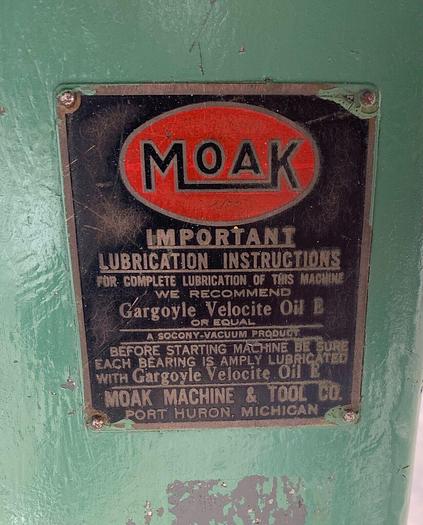 MOAK
IMPORTANT
LUBRICATION INSTRUCTIONS
FOR COMPLETE LUBRICATION OF THIS MACHINE
WE RECOMMEND
Gargoyle Velocite Oil E
OR EQUAL
A SOCONY-VACUUM PRODUCT
BEFORE STARTING MACHINE BE SURE
EACH BEARING IS AMPLY LUBRICATED
WITH Gargoyle Velocite Oil E
MOAK MACHINE & TOOL CO.
PORT HURON, MICHIGAN